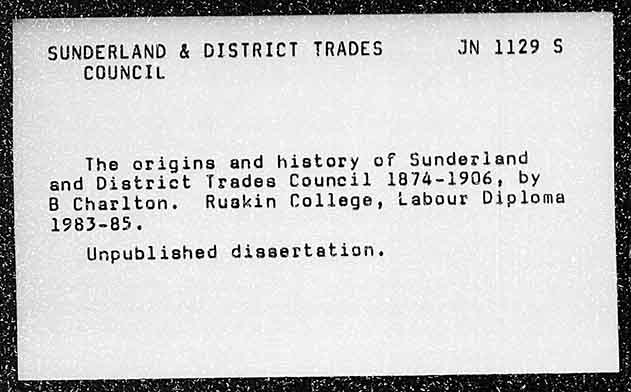 SUNDERLAND & DISTRICT TRADES JN 1129 S
COUNCIL
The origins and history of Sunderland
and District Trades Council 1874-1906, by
B Charlton. Ruskin College, Labour Diploma
1983-85.
Unpublished dissertation.